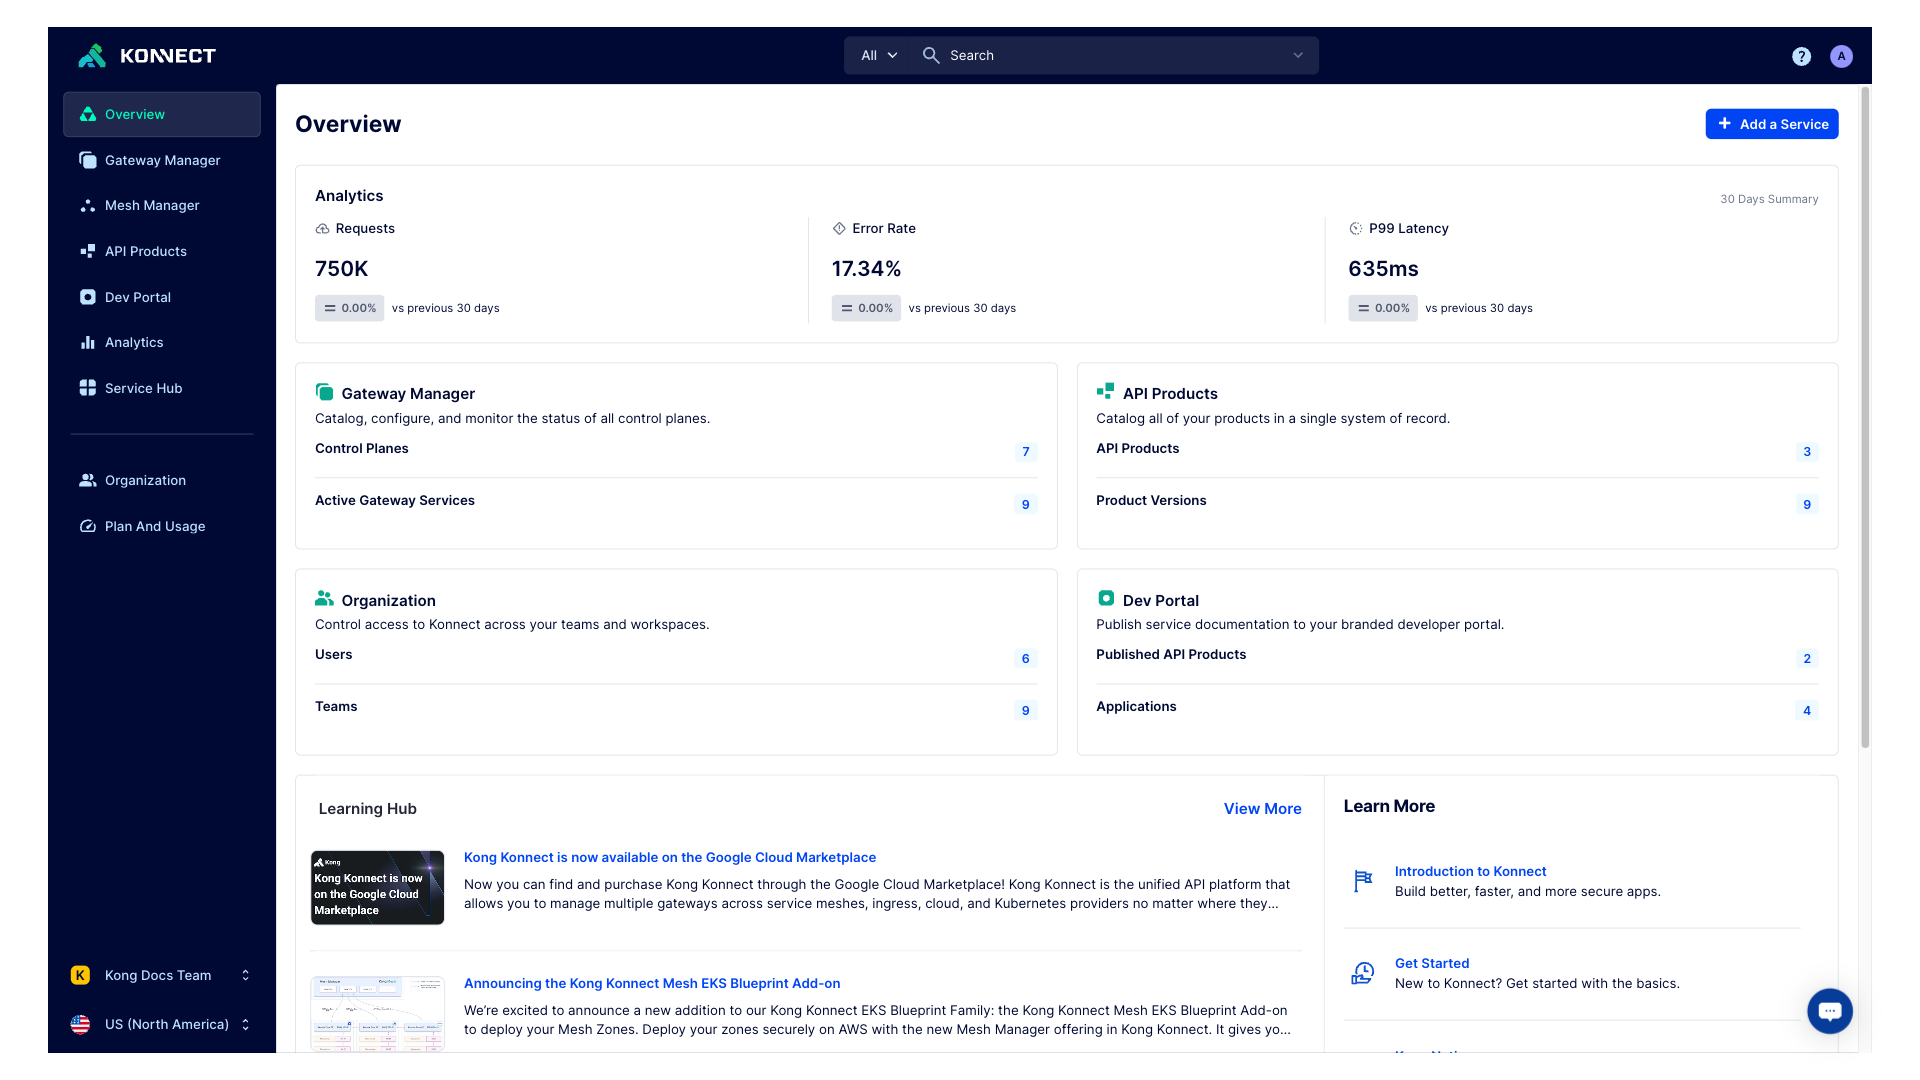 KONNECT
All
Search
?
A
Overview
Gateway Manager
Mesh Manager
API Products
Dev Portal
Analytics
Service Hub
Organization
Plan And Usage
K
Kong Docs Team
US (North America)
Overview
+ Add a Service
Analytics
30 Days Summary
Requests
750K
= 0.00% vs previous 30 days
Error Rate
17.34%
= 0.00% vs previous 30 days
P99 Latency
635ms
= 0.00% vs previous 30 days
Gateway Manager
Catalog, configure, and monitor the status of all control planes.
Control Planes
7
Active Gateway Services
9
API Products
Catalog all of your products in a single system of record.
API Products
3
Product Versions
9
Organization
Control access to Konnect across your teams and workspaces.
Users
6
Teams
9
Dev Portal
Publish service documentation to your branded developer portal.
Published API Products
2
Applications
4
Learning Hub
View More
Kong
Kong Konnect is now
on the Google Cloud
Marketplace
Kong Konnect is now available on the Google Cloud Marketplace
Now you can find and purchase Kong Konnect through the Google Cloud Marketplace! Kong Konnect is the unified API platform that
allows you to manage multiple gateways across service meshes, ingress, cloud, and Kubernetes providers no matter where they...
Announcing the Kong Konnect Mesh EKS Blueprint Add-on
We're excited to announce a new addition to our Kong Konnect EKS Blueprint Family: the Kong Konnect Mesh EKS Blueprint Add-on
to deploy your Mesh Zones. Deploy your zones securely on AWS with the new Mesh Manager offering in Kong Konnect. It gives yo...
Learn More
Introduction to Konnect
Build better, faster, and more secure apps.
Get Started
New to Konnect? Get started with the basics.